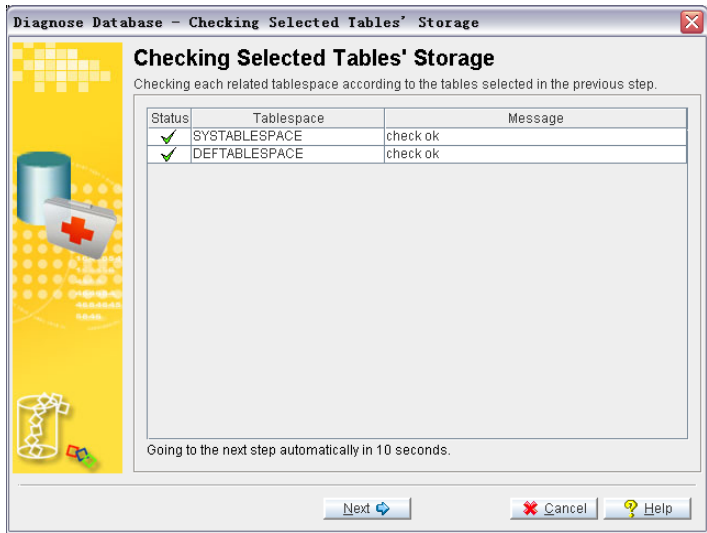 Diagnose Database - Checking Selected Tables' Storage
Checking Selected Tables' Storage
Checking each related tablespace according to the tables selected in the previous step.
Status Tablespace Message
SYSTABLESPACE check ok
DEFTABLESPACE check ok
Going to the next step automatically in 10 seconds.
Next Cancel Help